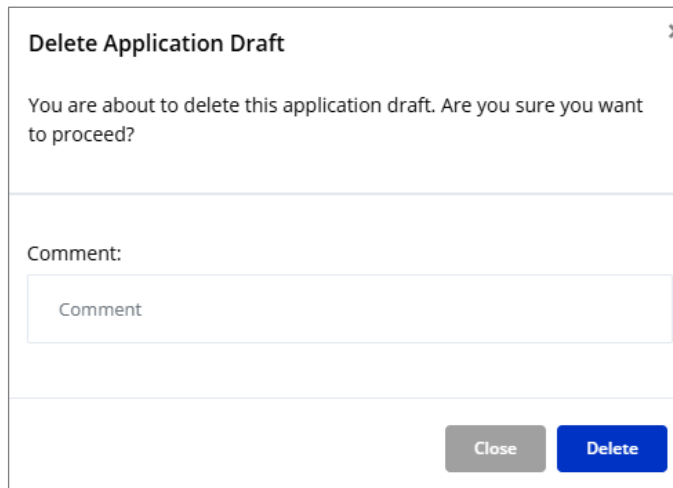 Delete Application Draft
You are about to delete this application draft. Are you sure you want
to proceed?
Comment:
Comment
Close
Delete